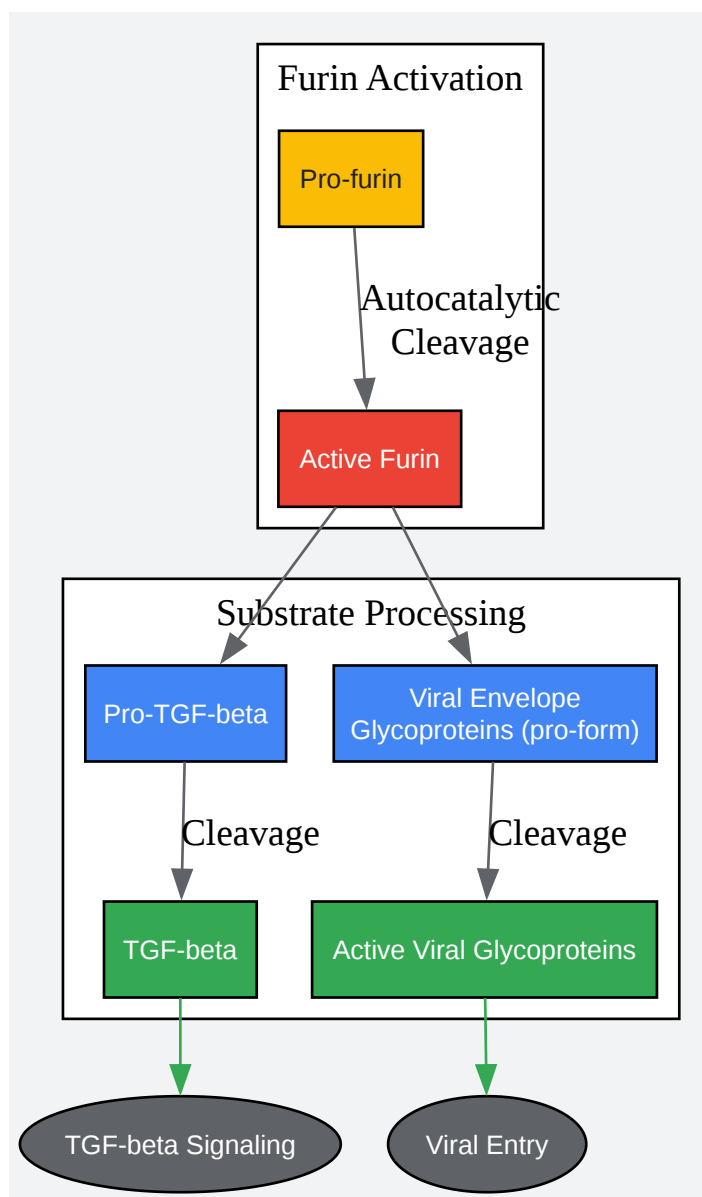 Furin Activation
Pro-furin
Autocatalytic
Cleavage
Active Furin
Substrate Processing
Pro-TGF-beta
Viral Envelope
Glycoproteins (pro-form)
Cleavage
Cleavage
TGF-beta
Active Viral Glycoproteins
TGF-beta Signaling
Viral Entry